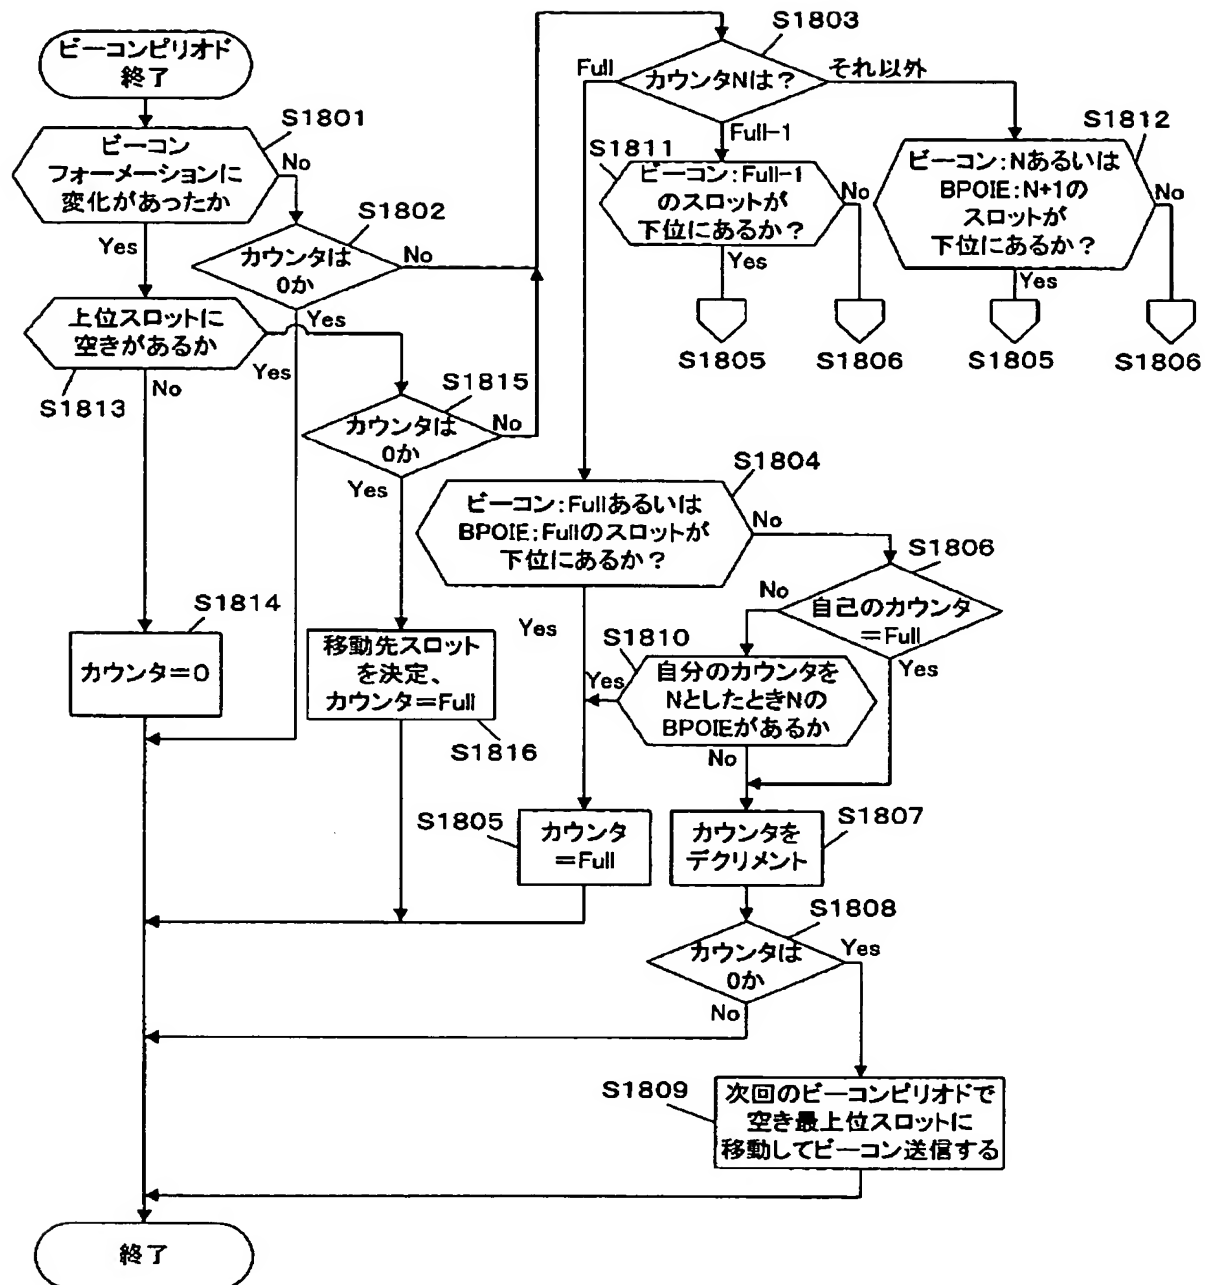 ビーコンピリオド
終了
S1801
ビーコン
フォーメーションに
変化があったか
No
Yes
S1802
カウンタは
0か
No
Yes
上位スロットに
空きがあるか
Yes
No
S1813
S1815
カウンタは
0か
No
Yes
S1814
カウンタ=0
移動先スロット
を決定、
カウンタ=Full
S1816
S1803
カウンタNは?
Full
それ以外
Full-1
S1811
ビーコン:Full-1
のスロットが
下位にあるか?
No
Yes
S1805
S1806
S1812
ビーコン:Nあるいは
BPOIE:N+1の
スロットが
下位にあるか?
No
Yes
S1805
S1806
S1804
ビーコン:Fullあるいは
BPOIE:Fullのスロットが
下位にあるか?
No
Yes
S1806
自己のカウンタ
=Full
No
Yes
S1810
自分のカウンタを
NとしたときNの
BPOIEがあるか
Yes
No
S1805
カウンタ
=Full
S1807
カウンタを
デクリメント
S1808
カウンタは
0か
Yes
No
S1809
次回のビーコンピリオドで
空き最上位スロットに
移動してビーコン送信する
終了